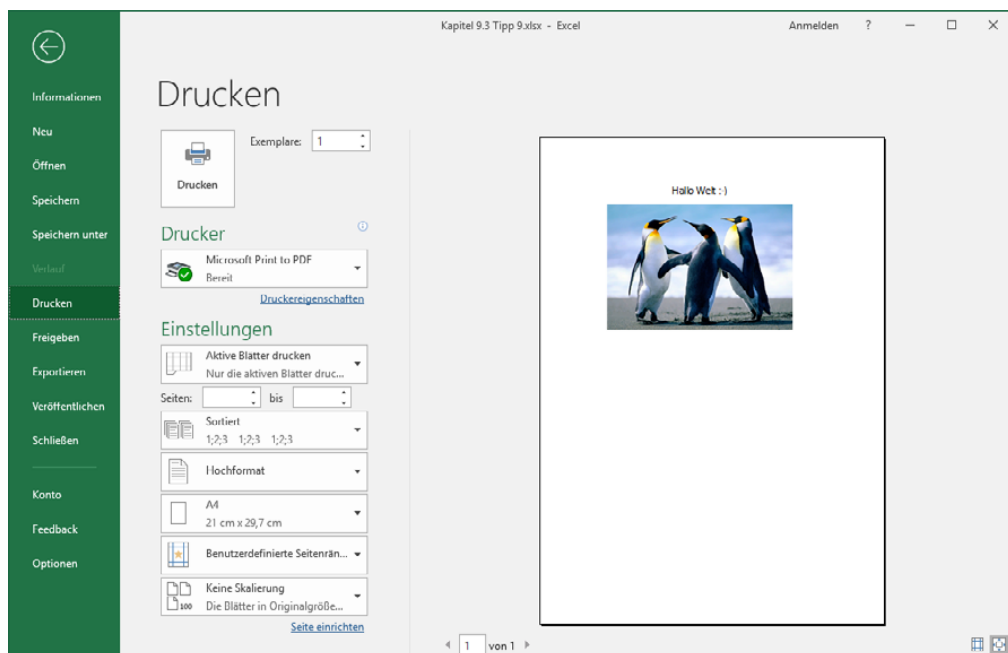 Kapitel 9.3 Tipp 9.xlsx - Excel
Anmelden ?
Informationen
Neu
Öffnen
Speichern
Speichern unter
Verlauf
Drucken
Freigeben
Exportieren
Veröffentlichen
Schließen
Konto
Feedback
Optionen
Drucken
Drucken
Exemplare: 1
Drucker
Microsoft Print to PDF
Bereit
Druckereigenschaften
Einstellungen
Aktive Blätter drucken
Nur die aktiven Blätter druc...
Seiten: bis
Sortiert
1;2;3 1;2;3 1;2;3
Hochformat
A4
21 cm x 29,7 cm
Benutzerdefinierte Seitenrän...
Keine Skalierung
100
Die Blätter in Originalgröße...
Seite einrichten
Hallo Welt :-)
1 von 1